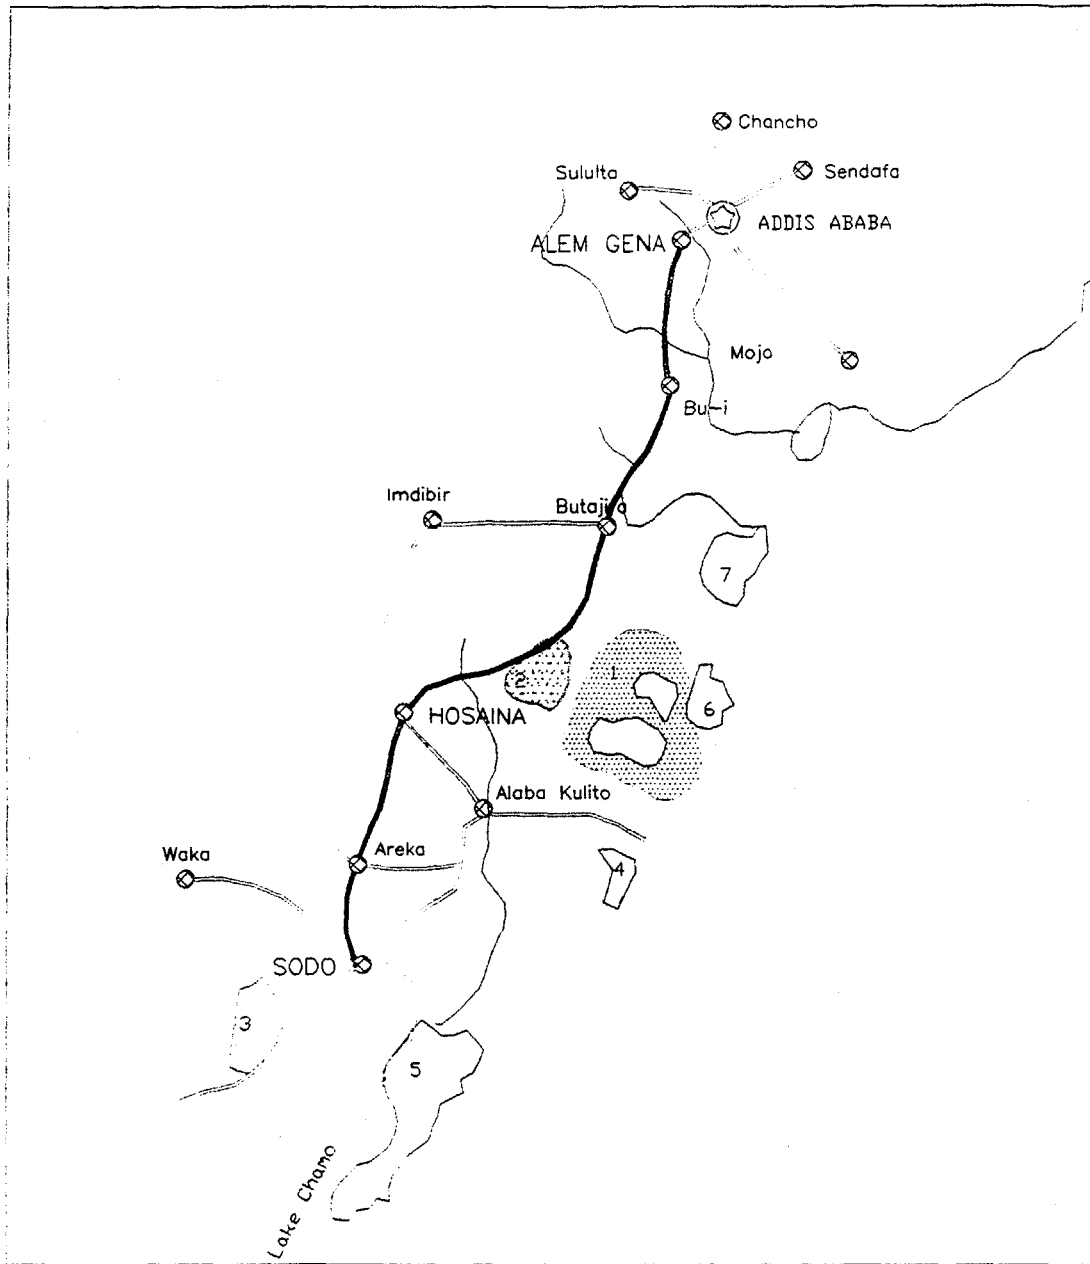 Chancho
Sululta
Sendafa
ADDIS ABABA
ALEM GENA
Mojo
Bu-i
Imdibir
Butajira
7
1
2
6
HOSAINA
Alaba Kulito
Areka
Waka
4
SODO
3
5
Lake Chamo